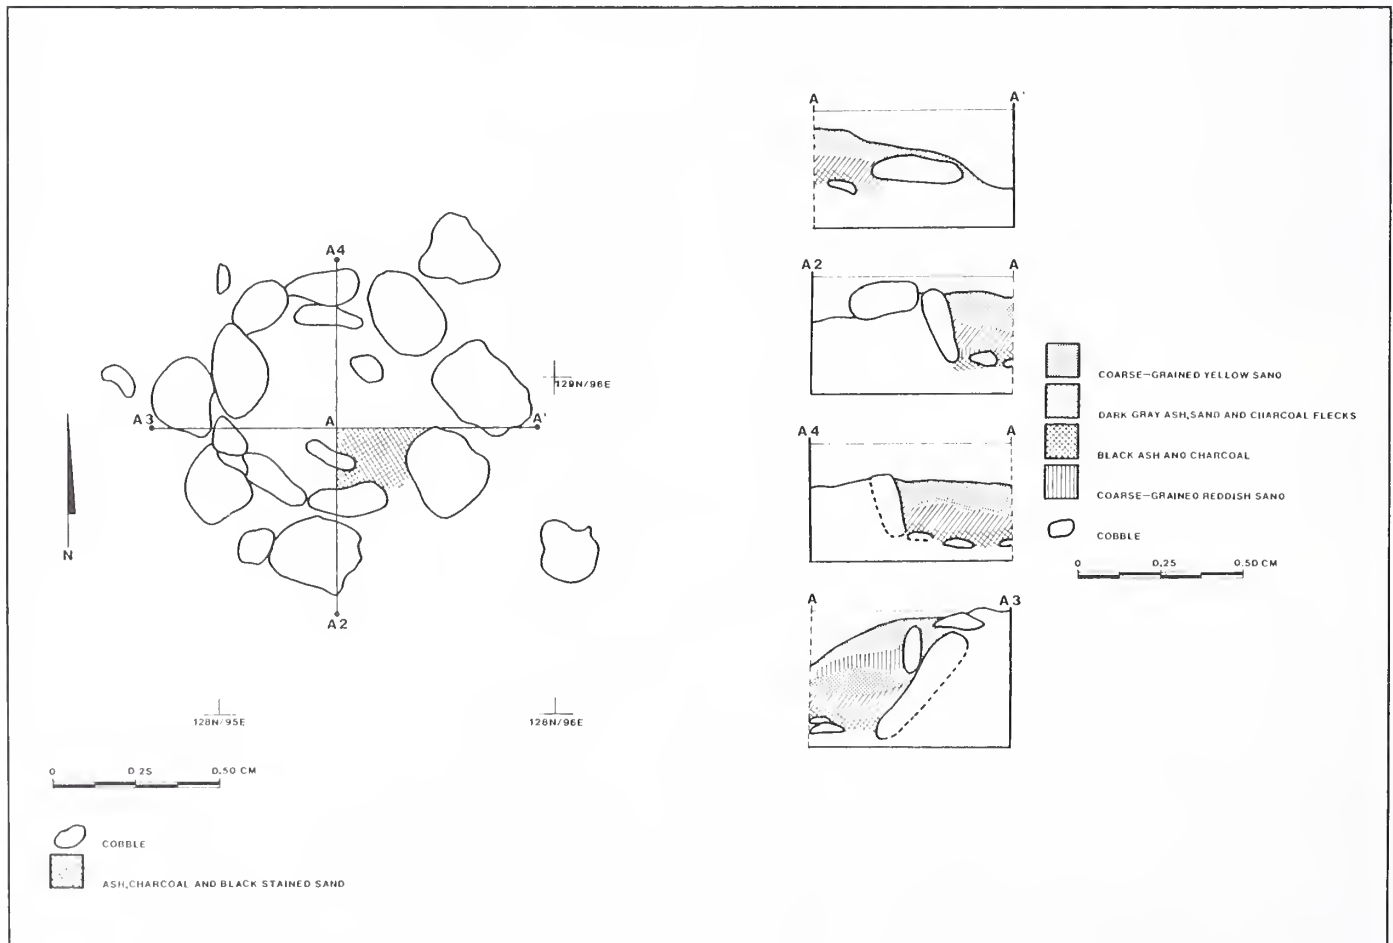 A4
129N/96E
A3
A
A'
N
A2
128N/95E
128N/96E
0
0.25
0.50 CM
COBBLE
ASH,CHARCOAL AND BLACK STAINED SAND
A
A'
A2
A
A4
A
A
A3
COARSE-GRAINED YELLOW SAND
DARK GRAY ASH,SAND AND CHARCOAL FLECKS
BLACK ASH AND CHARCOAL
COARSE-GRAINED REDDISH SAND
COBBLE
0
0.25
0.50 CM